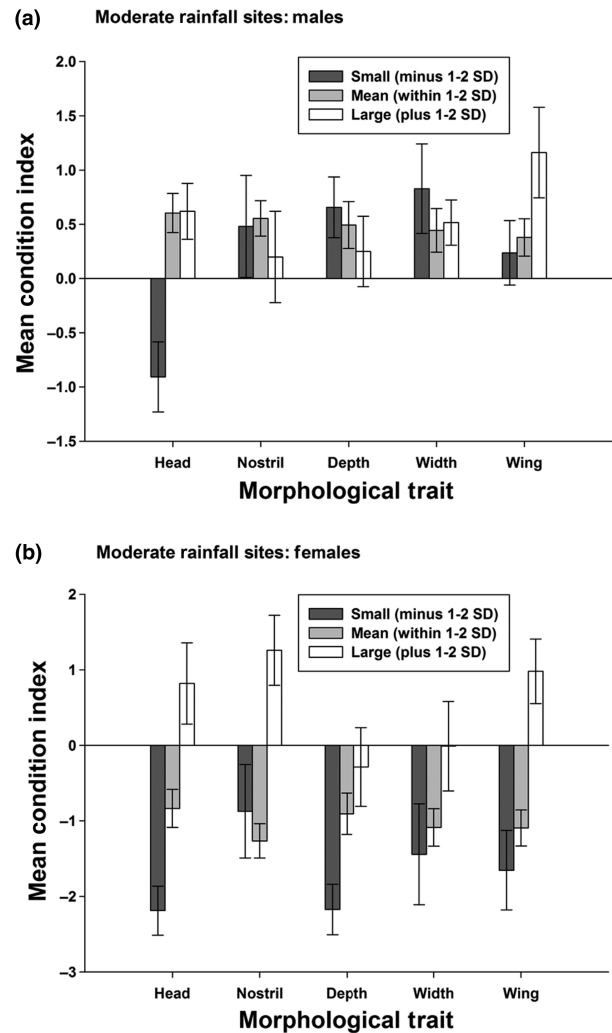 (a)
Moderate rainfall sites: males
2.0
1.5
1.0
0.5
0.0
–0.5
–1.0
–1.5
Mean condition index
Small (minus 1-2 SD)
Mean (within 1-2 SD)
Large (plus 1-2 SD)
Head Nostril Depth Width Wing
Morphological trait
(b)
Moderate rainfall sites: females
2
1
0
–1
–2
–3
Mean condition index
Small (minus 1-2 SD)
Mean (within 1-2 SD)
Large (plus 1-2 SD)
Head Nostril Depth Width Wing
Morphological trait